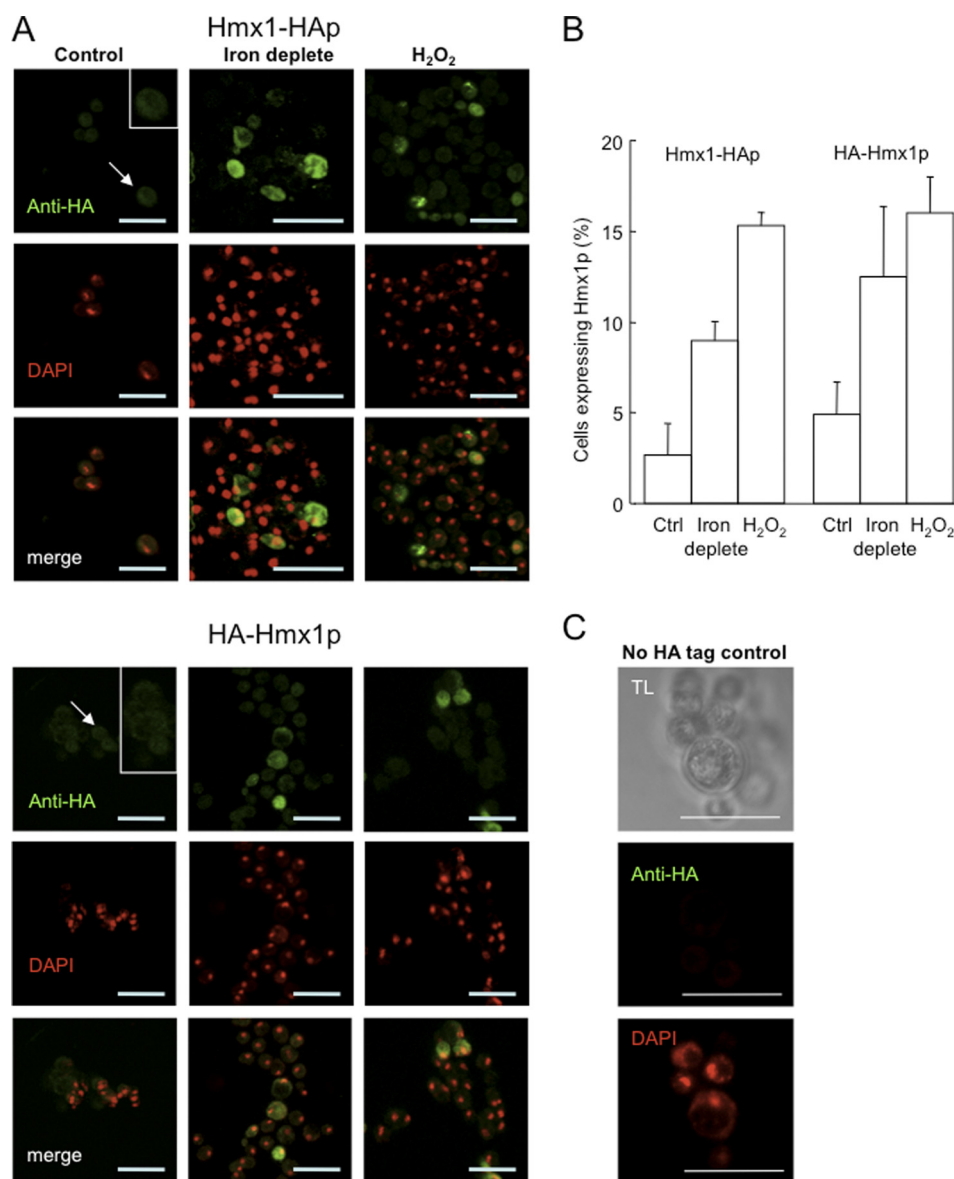 A
Hmx1-HAp
Control
Iron deplete
H₂O₂
Anti-HA
DAPI
merge
HA-Hmx1p
Anti-HA
DAPI
merge
B
Cells expressing Hmx1p (%)
20
15
10
5
0
Hmx1-HAp
HA-Hmx1p
Ctrl
Iron deplete
H₂O₂
Ctrl
Iron deplete
H₂O₂
C
No HA tag control
TL
Anti-HA
DAPI